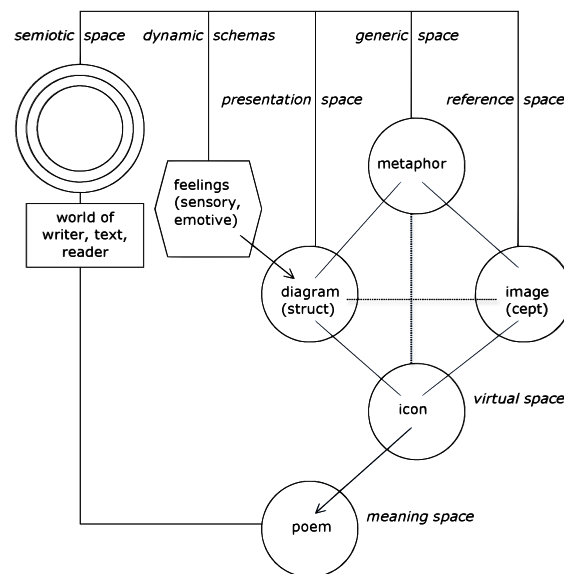 semiotic space
dynamic schemas
generic space
presentation space
reference space
metaphor
feelings
(sensory,
emotive)
world of
writer, text,
reader
diagram
(struct)
image
(cept)
icon
virtual space
poem
meaning space